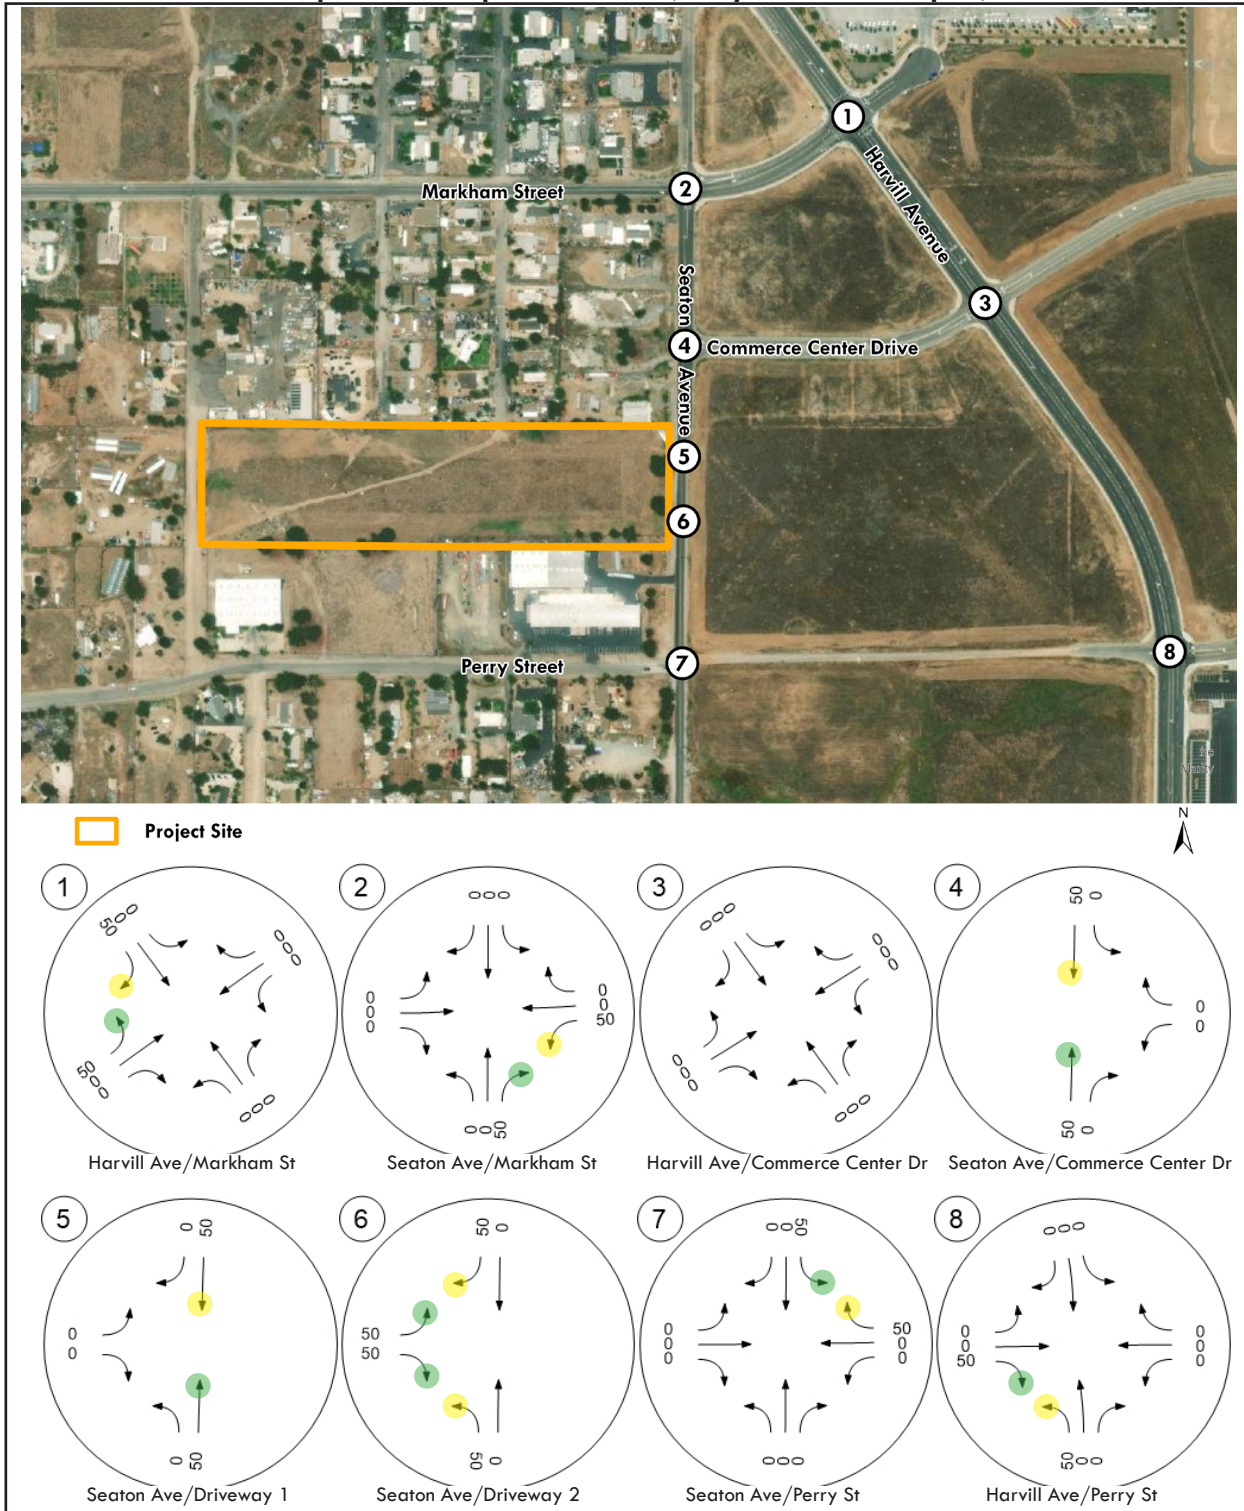 1
Harvill Avenue
Markham Street
2
3
Seaton Avenue
4
Commerce Center Drive
5
6
Perry Street
7
8
Project Site
N
1
50 0 0
0 0 0
50 0 0
0 0 0
Harvill Ave/Markham St
2
0 0 0
0
0
0
0
0
50
0 0 50
Seaton Ave/Markham St
3
0 0 0
0 0 0
0 0 0
0 0 0
Harvill Ave/Commerce Center Dr
4
50 0
0
0
50 0
Seaton Ave/Commerce Center Dr
5
0 50
0
0
0 50
Seaton Ave/Driveway 1
6
50 0
50
50
50 0
Seaton Ave/Driveway 2
7
0 0 50
0
0
0
50
0
0
0 0 0
Seaton Ave/Perry St
8
0 0 0
0
0
50
0
0
0
50 0 0
Harvill Ave/Perry St